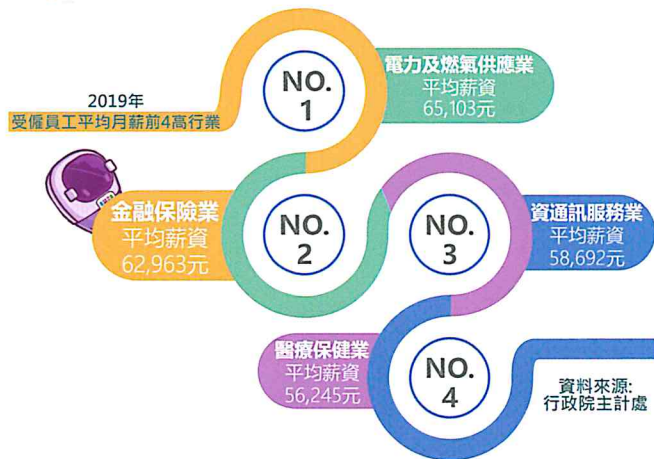 2019年
受僱員工平均月薪前4高行業
NO.
1
電力及燃氣供應業
平均薪資
65,103元
金融保險業
平均薪資
62,963元
NO.
2
NO.
3
資通訊服務業
平均薪資
58,692元
醫療保健業
平均薪資
56,245元
NO.
4
資料來源:
行政院主計處